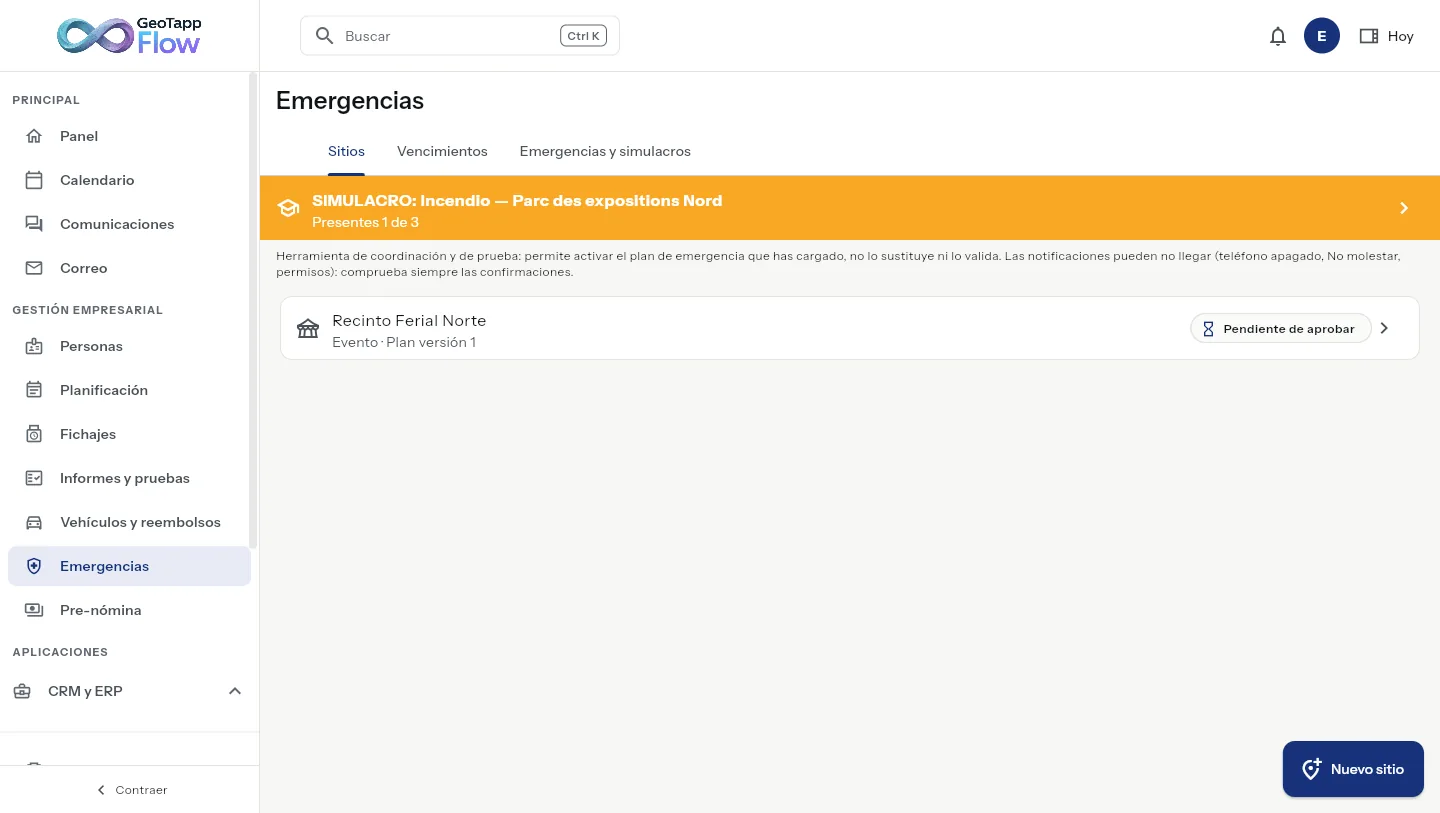 GeoTapp
Flow
Buscar
Ctrl K
E
Hoy
PRINCIPAL
Panel
Calendario
Comunicaciones
Correo
GESTIÓN EMPRESARIAL
Personas
Planificación
Fichajes
Informes y pruebas
Vehículos y reembolsos
Emergencias
Pre-nómina
APLICACIONES
CRM y ERP
Contraer
Emergencias
Sitios
Vencimientos
Emergencias y simulacros
SIMULACRO: Incendio — Parc des expositions Nord
Presentes 1 de 3
Herramienta de coordinación y de prueba: permite activar el plan de emergencia que has cargado, no lo sustituye ni lo valida. Las notificaciones pueden no llegar (teléfono apagado, No molestar,
permisos): comprueba siempre las confirmaciones.
Recinto Ferial Norte
Evento · Plan versión 1
Pendiente de aprobar
Nuevo sitio